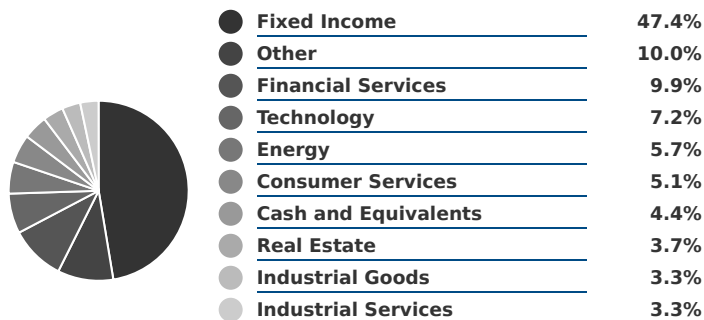 Fixed Income 47.4%
Other 10.0%
Financial Services 9.9%
Technology 7.2%
Energy 5.7%
Consumer Services 5.1%
Cash and Equivalents 4.4%
Real Estate 3.7%
Industrial Goods 3.3%
Industrial Services 3.3%